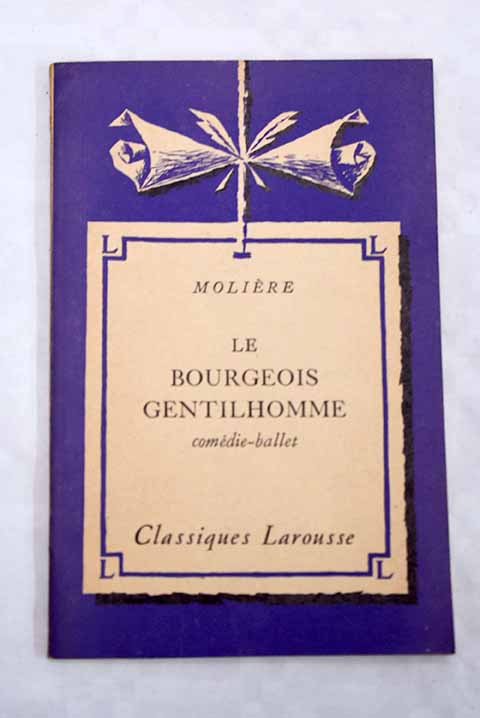 L L
MOLIÈRE
LE
BOURGEOIS
GENTILHOMME
comédie-ballet
Classiques Larousse
L L